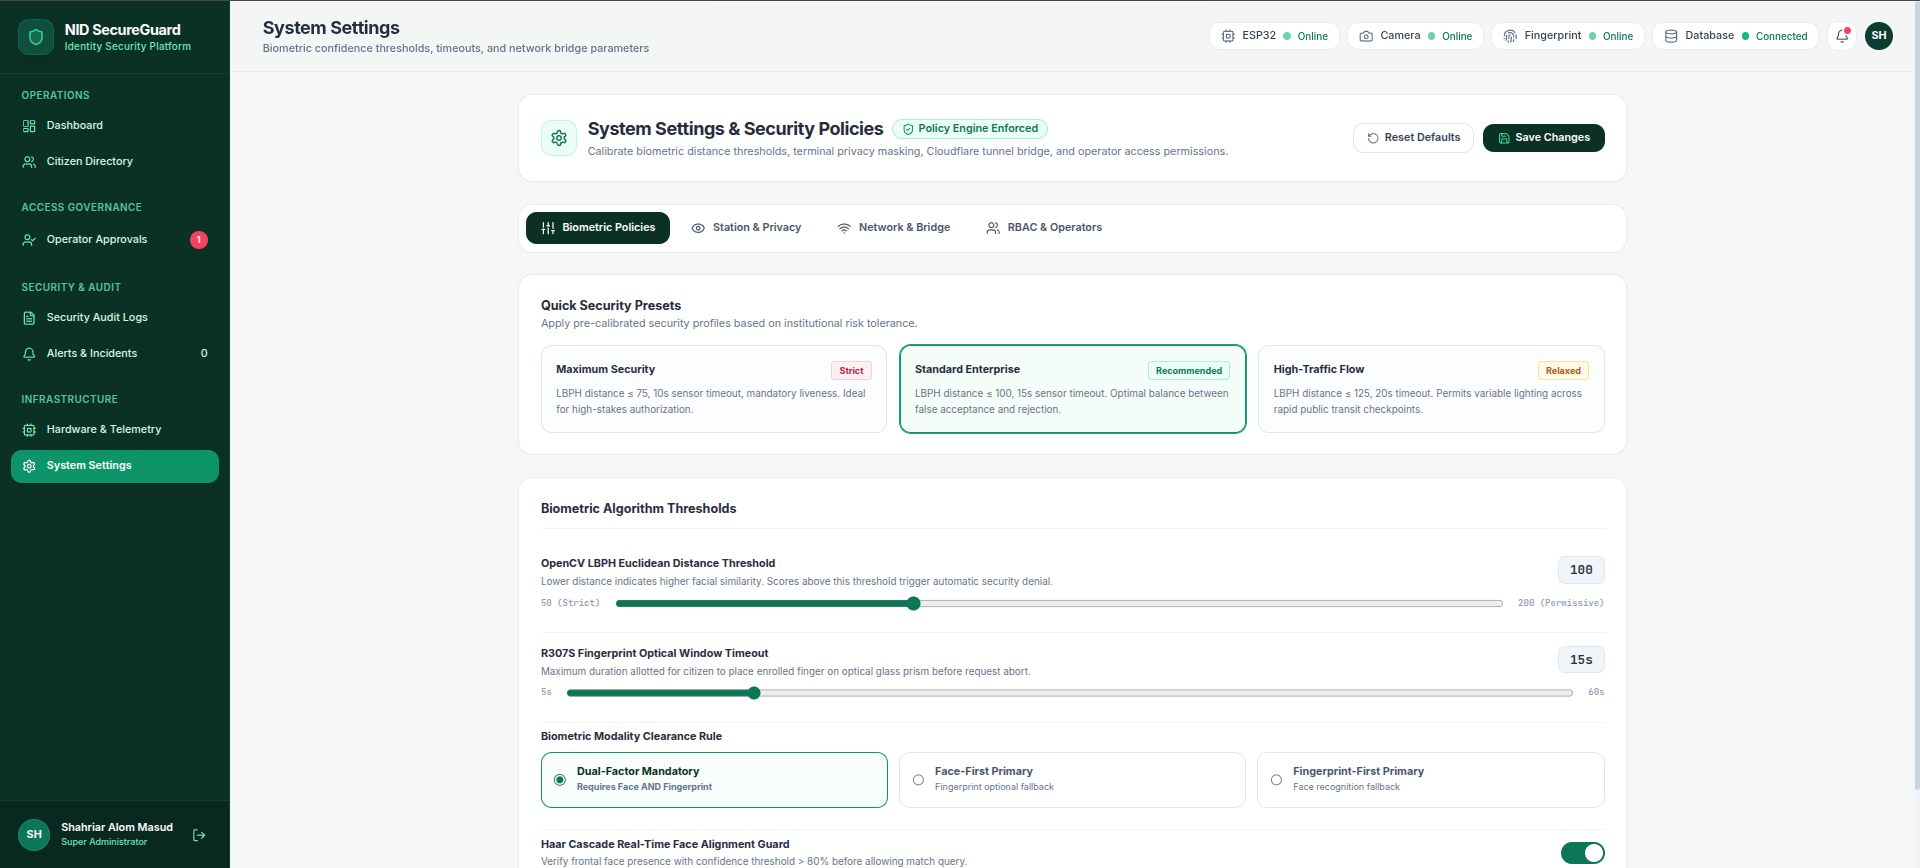 NID SecureGuard
Identity Security Platform
OPERATIONS
Dashboard
Citizen Directory
ACCESS GOVERNANCE
Operator Approvals 1
SECURITY & AUDIT
Security Audit Logs
Alerts & Incidents 0
INFRASTRUCTURE
Hardware & Telemetry
System Settings
SH
Shahriar Alom Masud
Super Administrator
System Settings
Biometric confidence thresholds, timeouts, and network bridge parameters
ESP32 Online
Camera Online
Fingerprint Online
Database Connected
SH
System Settings & Security Policies
Policy Engine Enforced
Calibrate biometric distance thresholds, terminal privacy masking, Cloudflare tunnel bridge, and operator access permissions.
Reset Defaults
Save Changes
Biometric Policies
Station & Privacy
Network & Bridge
RBAC & Operators
Quick Security Presets
Apply pre-calibrated security profiles based on institutional risk tolerance.
Maximum Security
Strict
LBPH distance ≤ 75, 10s sensor timeout, mandatory liveness. Ideal
for high-stakes authorization.
Standard Enterprise
Recommended
LBPH distance ≤ 100, 15s sensor timeout. Optimal balance between
false acceptance and rejection.
High-Traffic Flow
Relaxed
LBPH distance ≤ 125, 20s timeout. Permits variable lighting across
rapid public transit checkpoints.
Biometric Algorithm Thresholds
OpenCV LBPH Euclidean Distance Threshold
100
Lower distance indicates higher facial similarity. Scores above this threshold trigger automatic security denial.
50 (Strict)
200 (Permissive)
R307S Fingerprint Optical Window Timeout
15s
Maximum duration allotted for citizen to place enrolled finger on optical glass prism before request abort.
5s
60s
Biometric Modality Clearance Rule
Dual-Factor Mandatory
Requires Face AND Fingerprint
Face-First Primary
Fingerprint optional fallback
Fingerprint-First Primary
Face recognition fallback
Haar Cascade Real-Time Face Alignment Guard
Verify frontal face presence with confidence threshold > 80% before allowing match query.